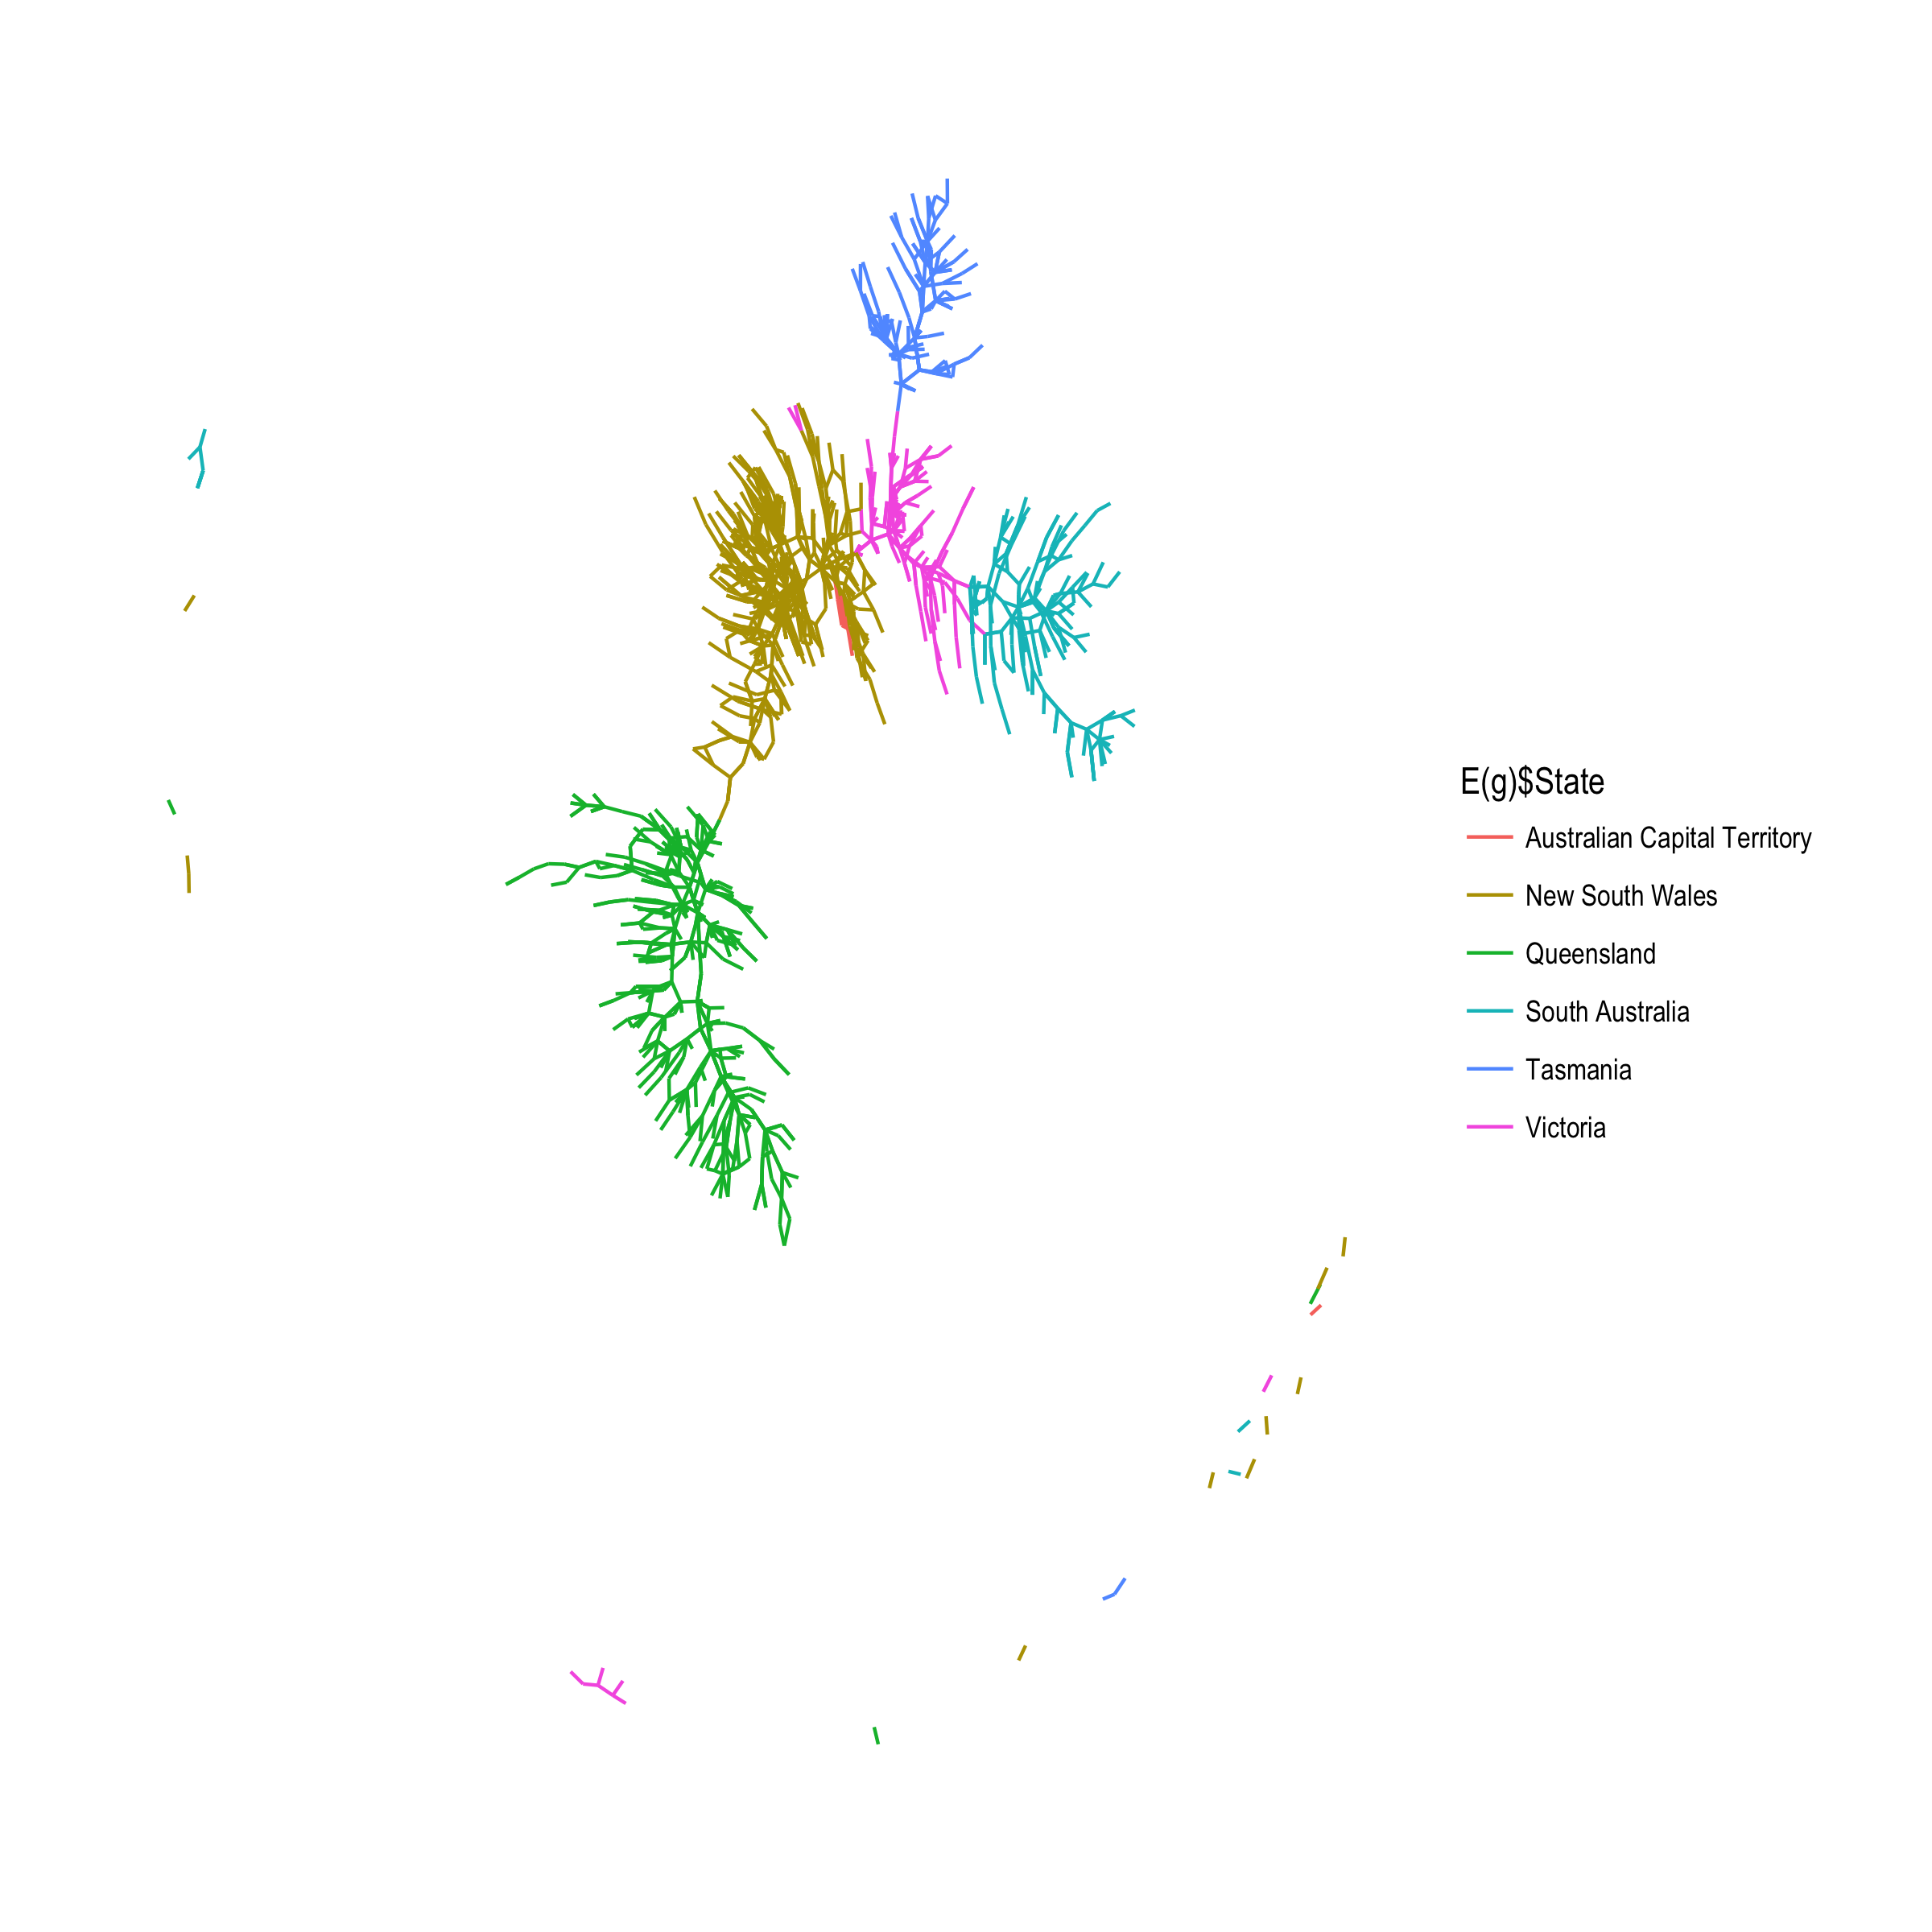 E(g)$State
Australian Capital Territory
New South Wales
Queensland
South Australia
Tasmania
Victoria